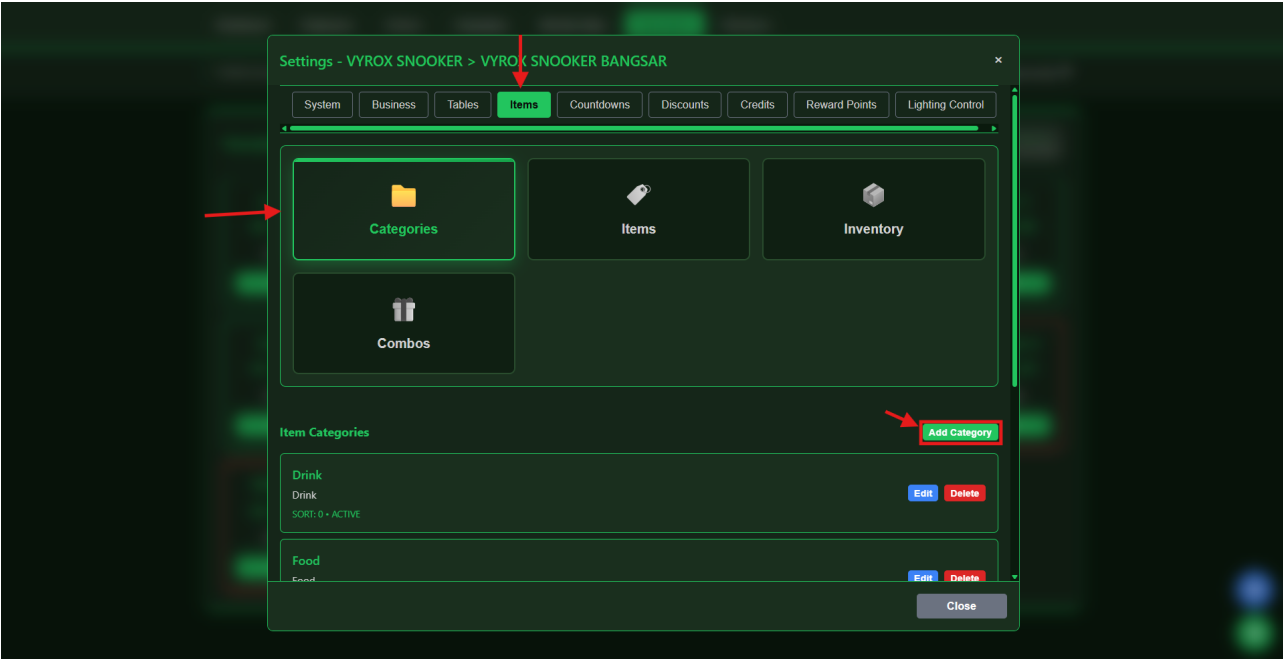 Settings - VYROX SNOOKER > VYROX SNOOKER BANGSAR
×
System Business Tables Items Countdowns Discounts Credits Reward Points Lighting Control
Categories Items Inventory
Combos
Item Categories
Add Category
Drink
Drink
SORT: 0 • ACTIVE
Edit Delete
Food
Food
Edit Delete
Close